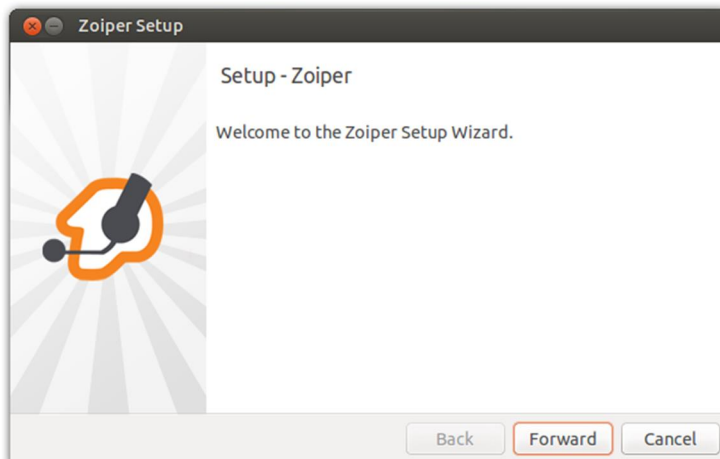 Zoiper Setup
Setup - Zoiper
Welcome to the Zoiper Setup Wizard.
Back Forward Cancel